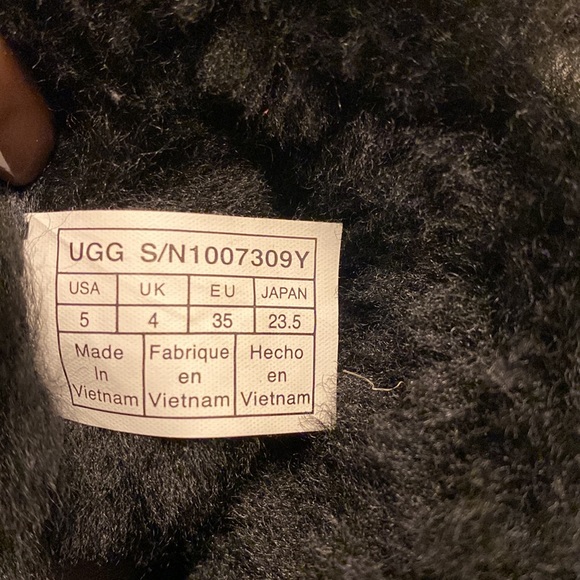 UGG S/N1007309Y
USA UK EU JAPAN
5 4 35 23.5
Made Fabrique Hecho
In en en
Vietnam Vietnam Vietnam